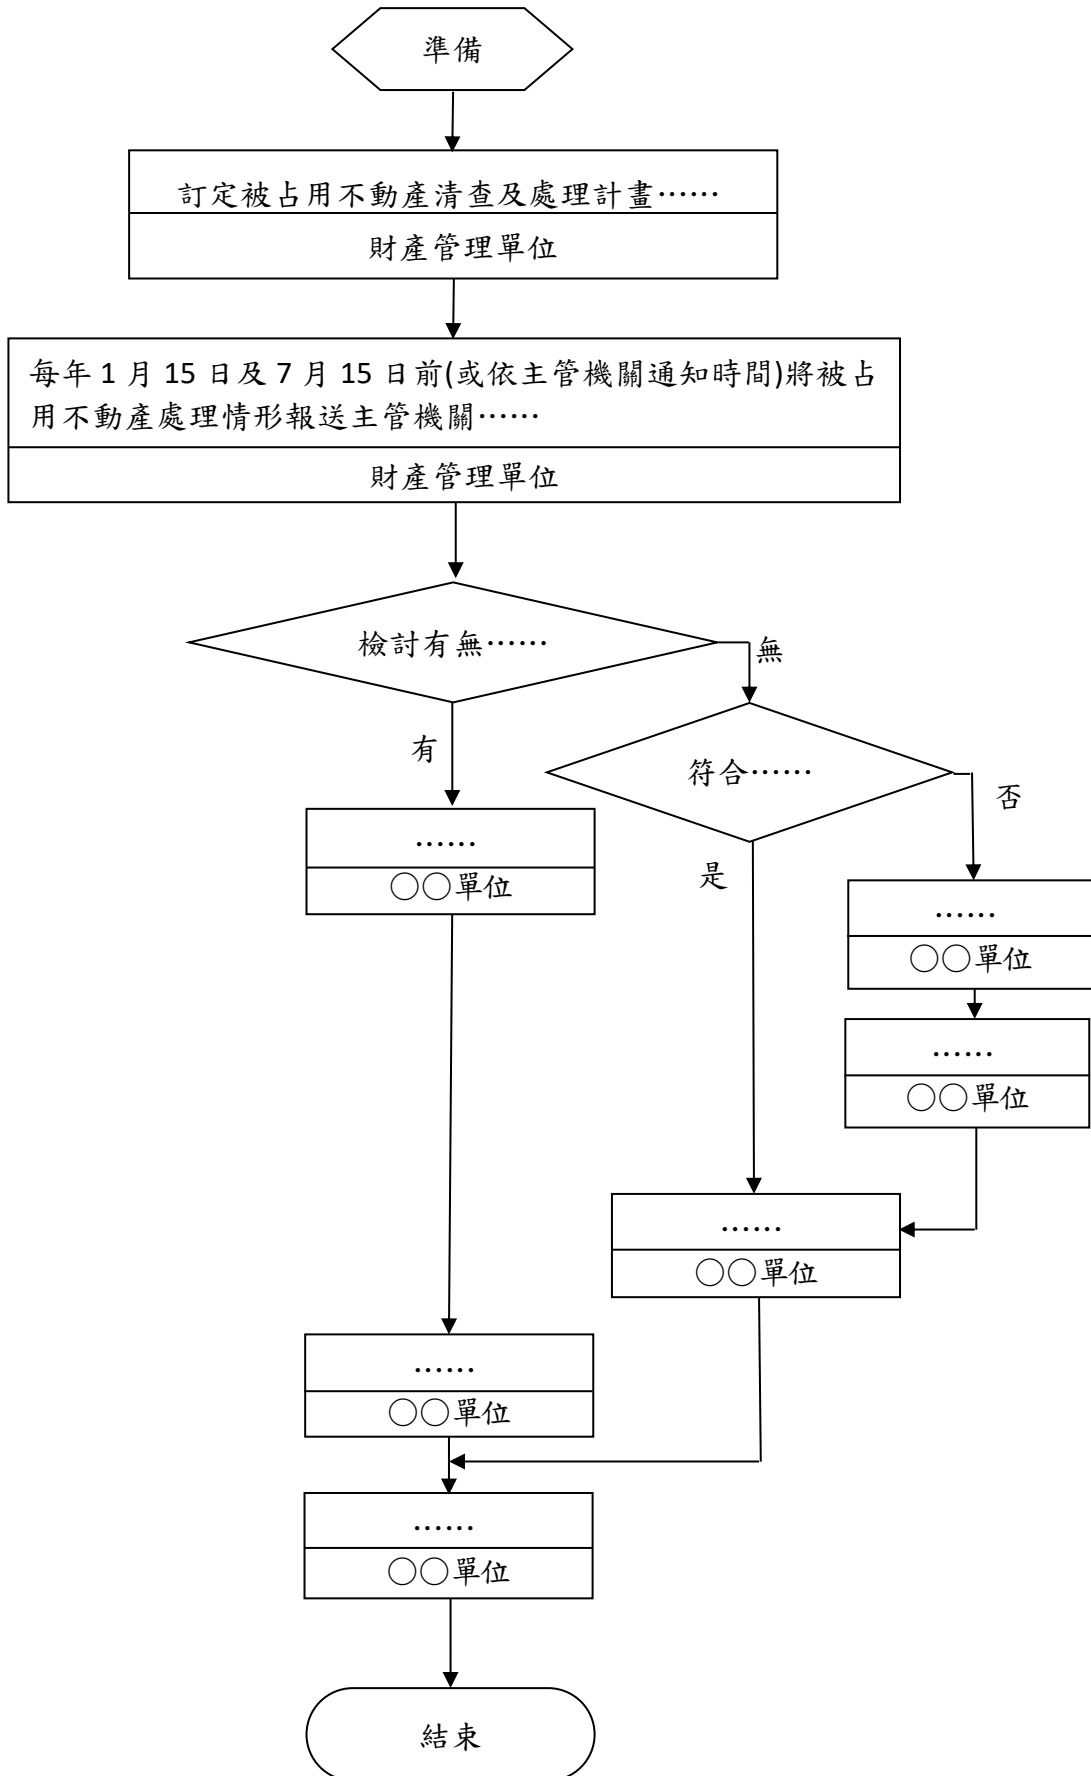 準備
訂定被占用不動產清查及處理計畫……
財產管理單位
每年 1 月 15 日及 7 月 15 日前(或依主管機關通知時間)將被占
用不動產處理情形報送主管機關……
財產管理單位
檢討有無……
無
有
符合……
否
是
……
○○單位
……
○○單位
……
○○單位
……
○○單位
……
○○單位
……
○○單位
結束